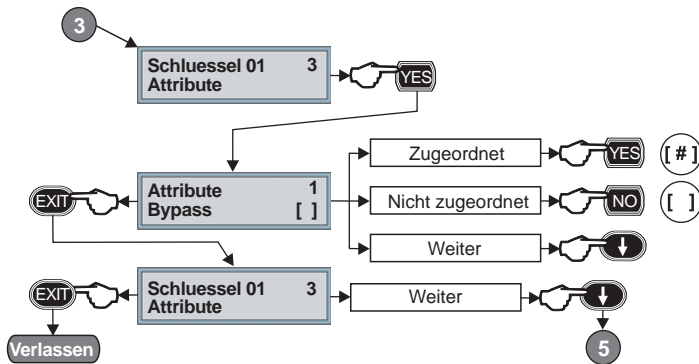 3
Schluessel 01 3
Attribute
YES
Zugeordnet
YES
[ # ]
Attribute 1
Bypass [ ]
EXIT
Nicht zugeordnet
NO
[ ]
Weiter
Schluessel 01 3
Attribute
EXIT
Weiter
Verlassen
5